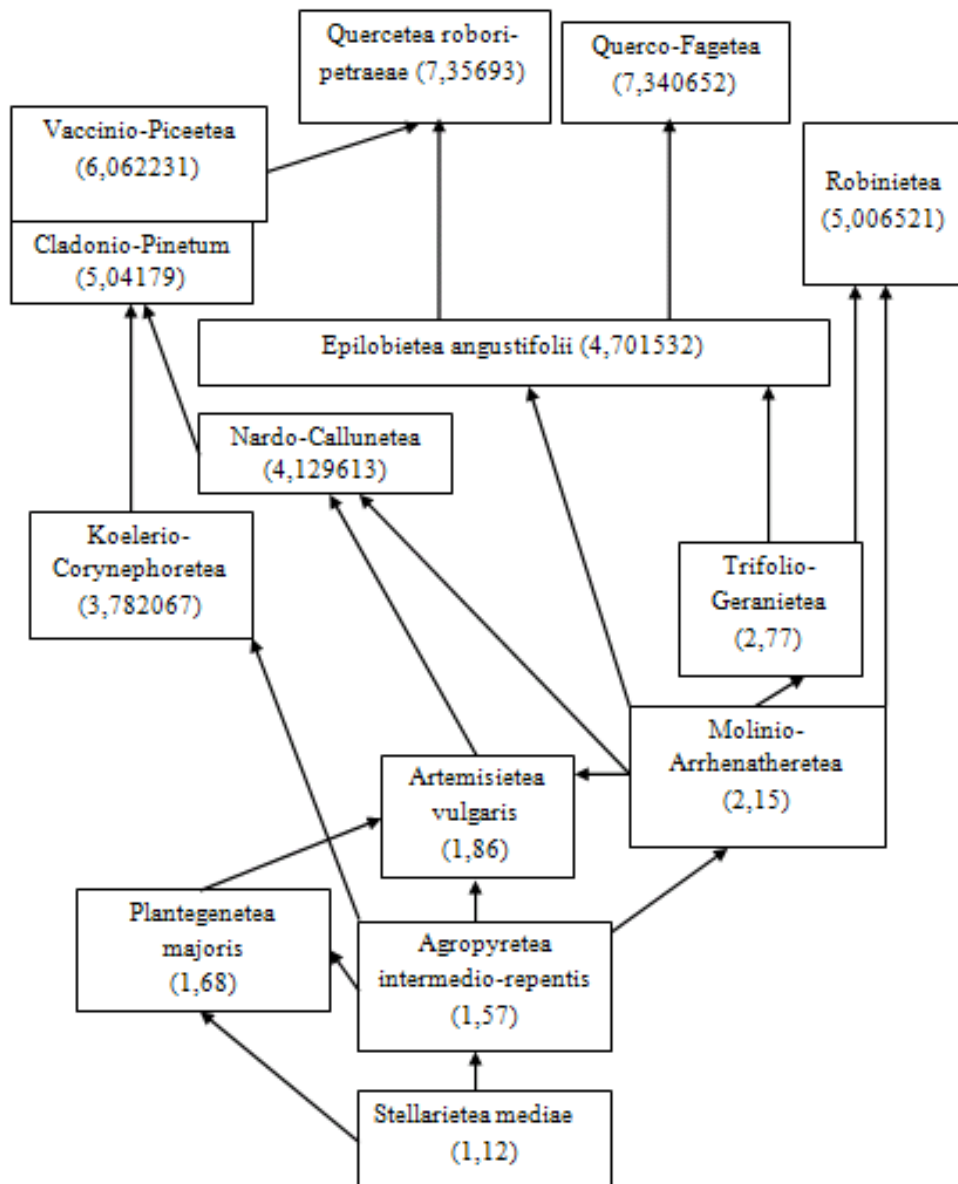 Quercetea robori-
petraeae (7,35693)
Querco-Fagetea
(7,340652)
Vaccinio-Piceetea
(6,062231)
Robinietea
(5,006521)
Cladonio-Pinetum
(5,04179)
Epilobietea angustifolii (4,701532)
Nardo-Callunetea
(4,129613)
Koelerio-
Corynephoretea
(3,782067)
Trifolio-
Geranietea
(2,77)
Molinio-
Arrhenatheretea
(2,15)
Artemisietea
vulgaris
(1,86)
Plantegenetea
majoris
(1,68)
Agropyretea
intermedio-repentis
(1,57)
Stellarietea mediae
(1,12)